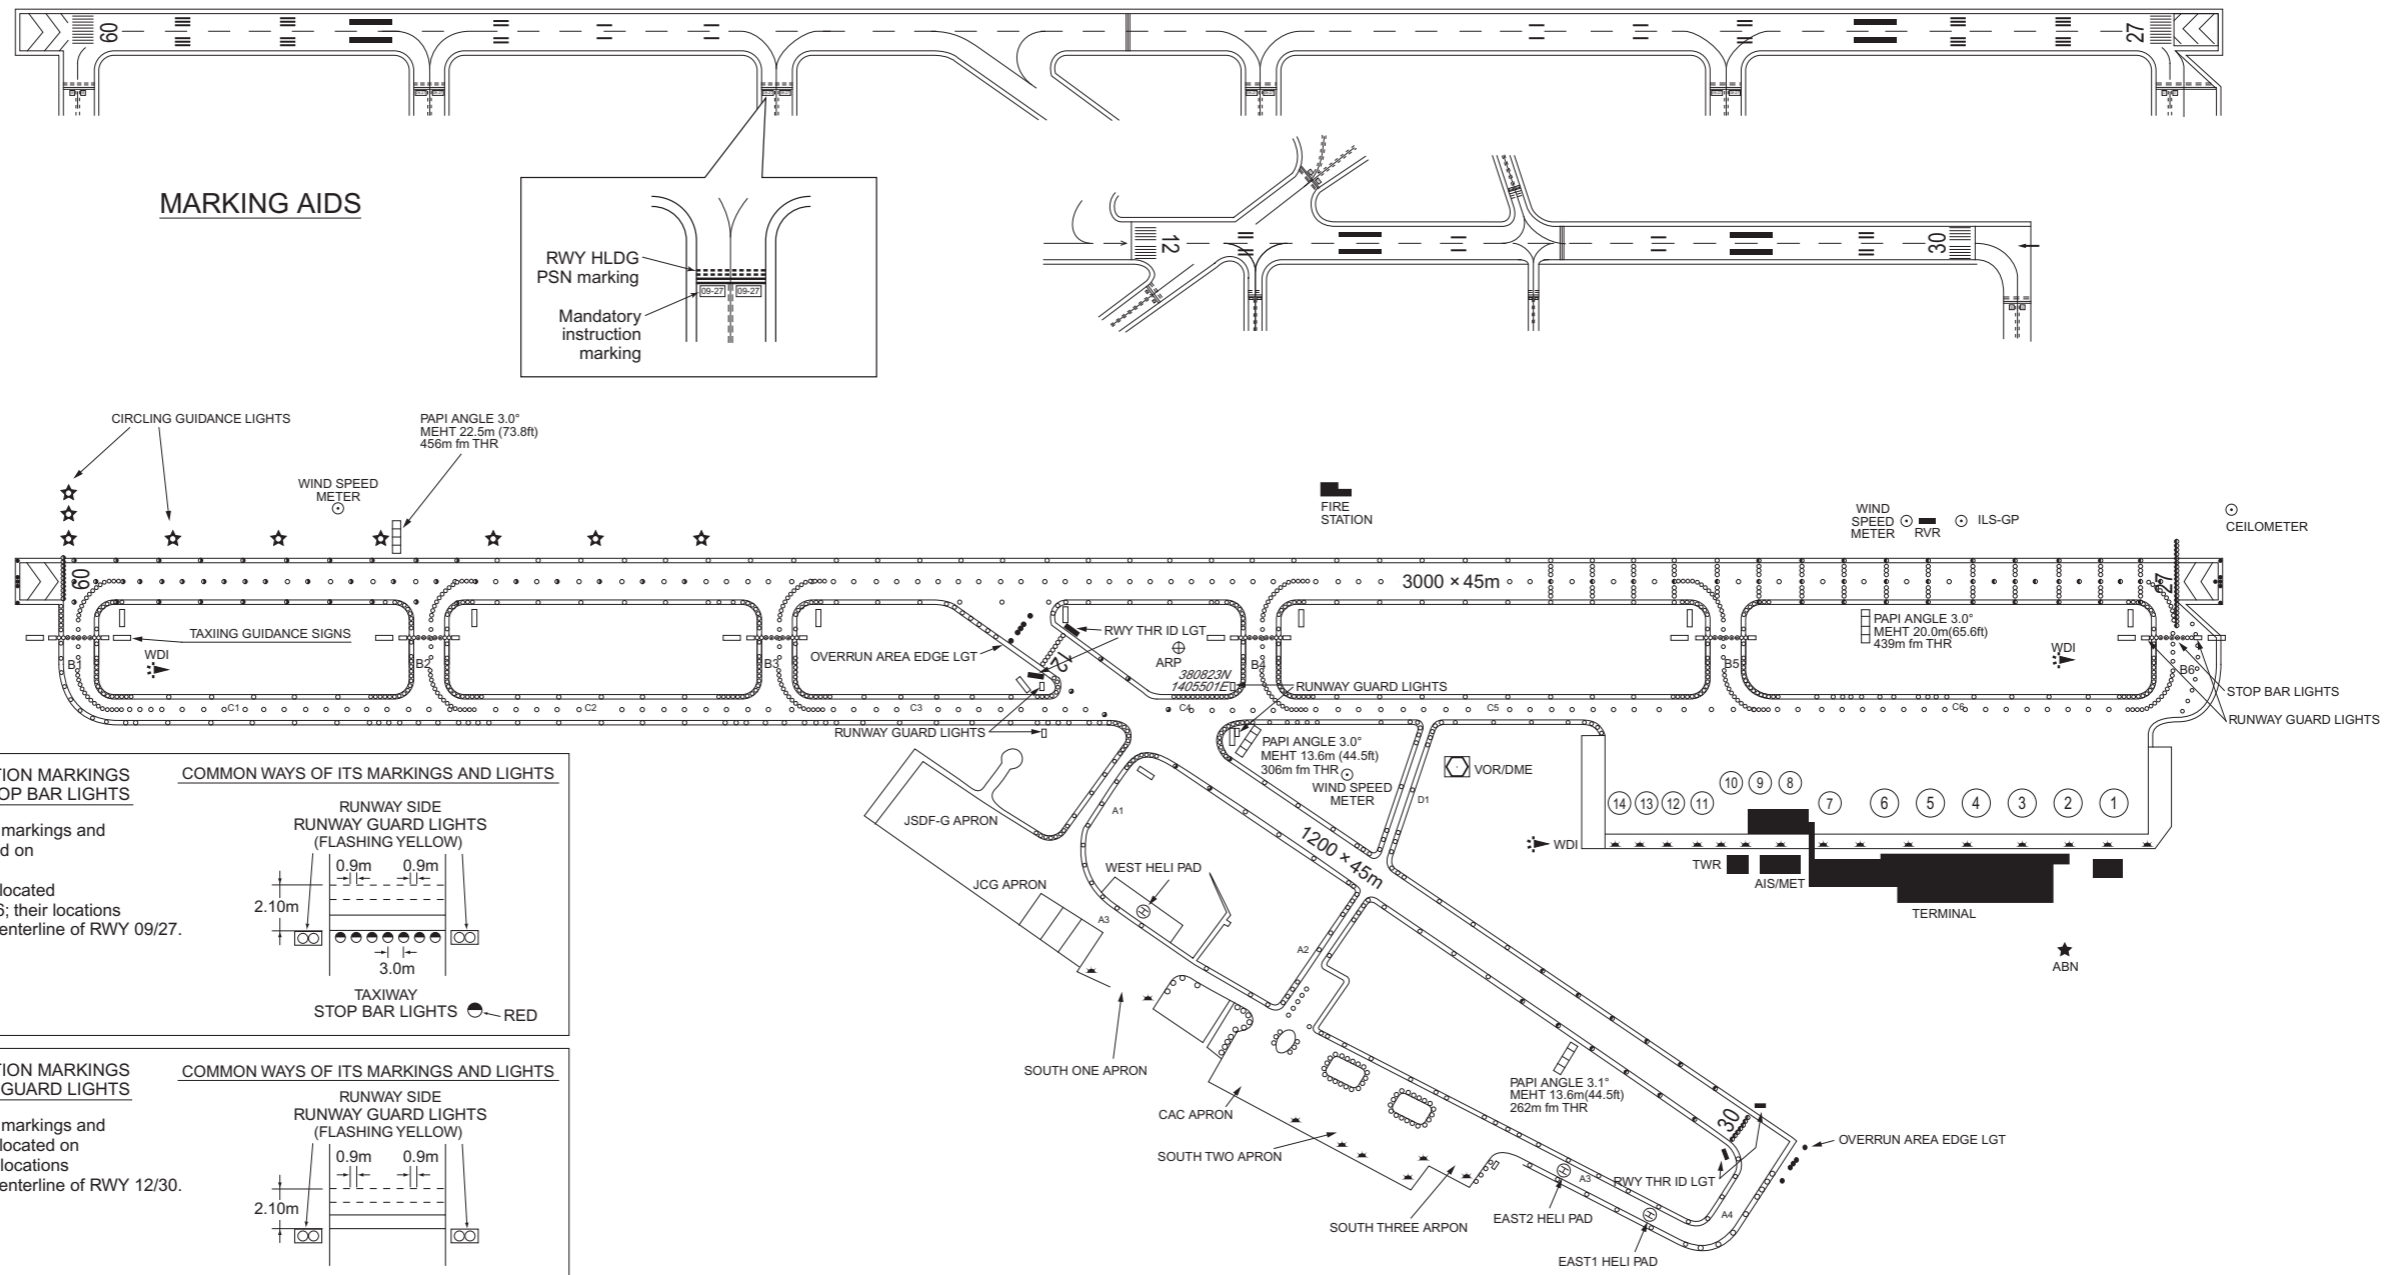 09
27
MARKING AIDS
RWY HLDG
PSN marking
09-27
09-27
Mandatory
instruction
marking
12
30
CIRCLING GUIDANCE LIGHTS
PAPI ANGLE 3.0°
MEHT 22.5m (73.8ft)
456m fm THR
WIND SPEED
METER
FIRE
STATION
WIND
SPEED
METER
RVR
ILS-GP
CEILOMETER
09
3000 × 45m
27
TAXIING GUIDANCE SIGNS
WDI
B1
B2
B3
OVERRUN AREA EDGE LGT
12
RWY THR ID LGT
ARP
380823N
1405501E
B4
RUNWAY GUARD LIGHTS
B5
PAPI ANGLE 3.0°
MEHT 20.0m(65.6ft)
439m fm THR
WDI
B6
STOP BAR LIGHTS
RUNWAY GUARD LIGHTS
C1
C2
C3
C4
C5
C6
RUNWAY GUARD LIGHTS
PAPI ANGLE 3.0°
MEHT 13.6m (44.5ft)
306m fm THR
WIND SPEED
METER
VOR/DME
D1
JSDF-G APRON
A1
1200 × 45m
WEST HELI PAD
H
JCG APRON
A3
A2
14
13
12
11
10
9
8
7
6
5
4
3
2
1
WDI
TWR
AIS/MET
TERMINAL
ABN
SOUTH ONE APRON
CAC APRON
SOUTH TWO APRON
SOUTH THREE ARPON
PAPI ANGLE 3.1°
MEHT 13.6m(44.5ft)
262m fm THR
30
OVERRUN AREA EDGE LGT
RWY THR ID LGT
H
A3
EAST2 HELI PAD
H
A4
EAST1 HELI PAD
TION MARKINGS
OP BAR LIGHTS
markings and
d on
located
6; their locations
enterline of RWY 09/27.
COMMON WAYS OF ITS MARKINGS AND LIGHTS
RUNWAY SIDE
RUNWAY GUARD LIGHTS
(FLASHING YELLOW)
0.9m
0.9m
2.10m
3.0m
TAXIWAY
STOP BAR LIGHTS
RED
TION MARKINGS
GUARD LIGHTS
markings and
located on
locations
enterline of RWY 12/30.
COMMON WAYS OF ITS MARKINGS AND LIGHTS
RUNWAY SIDE
RUNWAY GUARD LIGHTS
(FLASHING YELLOW)
0.9m
0.9m
2.10m